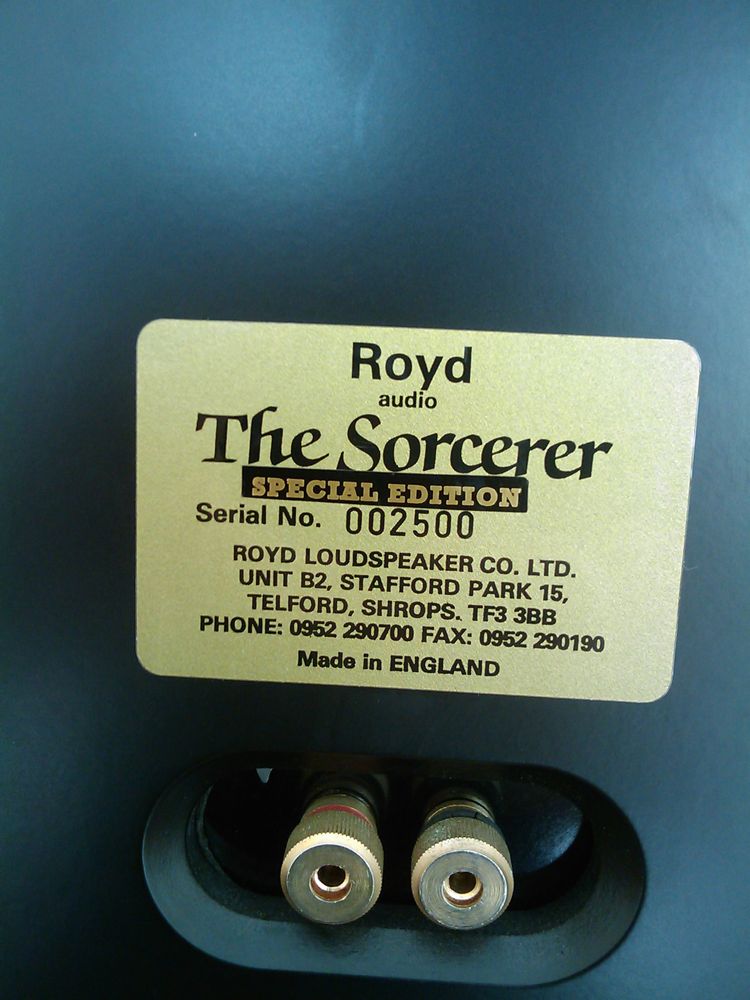 Royd
audio
The Sorcerer
SPECIAL EDITION
Serial No. 002500
ROYD LOUDSPEAKER CO. LTD.
UNIT B2, STAFFORD PARK 15,
TELFORD, SHROPS. TF3 3BB
PHONE: 0952 290700 FAX: 0952 290190
Made in ENGLAND